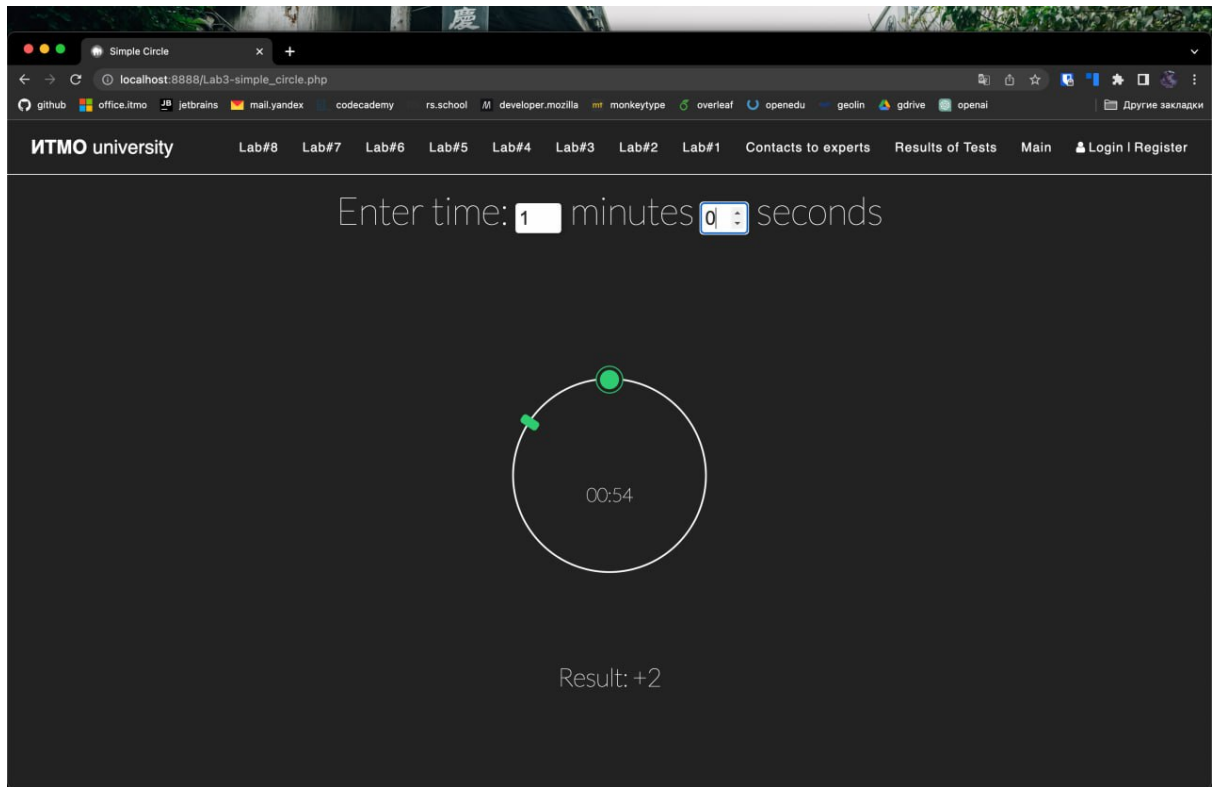 慶
Simple Circle
localhost:8888/Lab3-simple_circle.php
github office.itmo jetbrains mail.yandex codecademy rs.school developer.mozilla monkeytype overleaf openedu geolin gdrive openai Другие закладки
ИTMO university Lab#8 Lab#7 Lab#6 Lab#5 Lab#4 Lab#3 Lab#2 Lab#1 Contacts to experts Results of Tests Main Login | Register
Enter time: 1 minutes 0 seconds
00:54
Result: +2